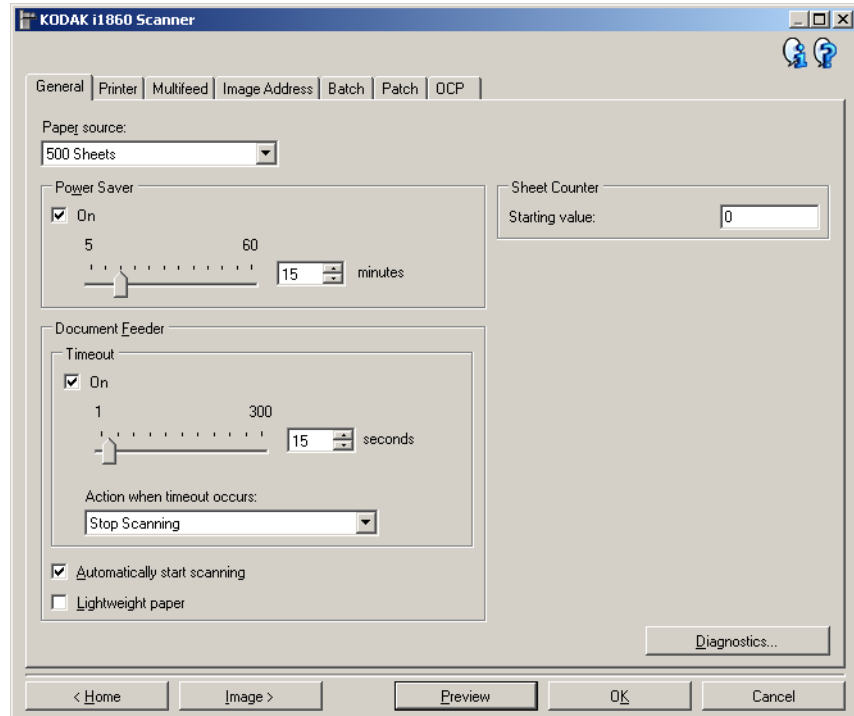 KODAK i1860 Scanner
General Printer Multifeed Image Address Batch Patch OCP
Paper source:
500 Sheets
Power Saver
On
5 60
15 minutes
Sheet Counter
Starting value: 0
Document Feeder
Timeout
On
1 300
15 seconds
Action when timeout occurs:
Stop Scanning
Automatically start scanning
Lightweight paper
Diagnostics...
< Home Image > Preview OK Cancel